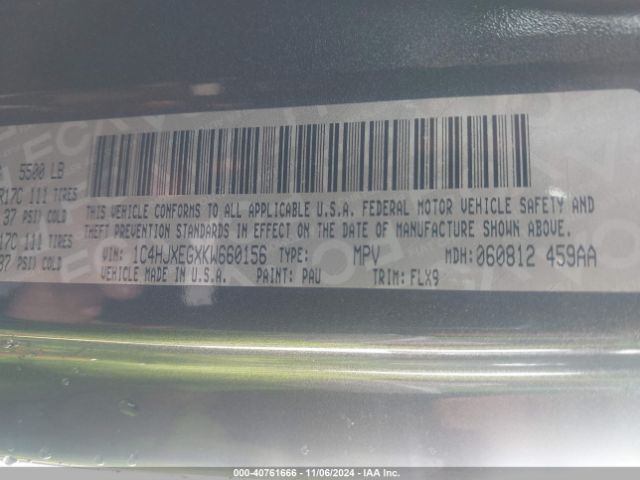 5500 LB
R17C 111 TIRES
37 PSI/ COLD
17C 111 TIRES
37 PSI/ COLD
THIS VEHICLE CONFORMS TO ALL APPLICABLE U.S.A. FEDERAL MOTOR VEHICLE SAFETY AND
THEFT PREVENTION STANDARDS IN EFFECT ON THE DATE OF MANUFACTURE SHOWN ABOVE.
VIN: 1C4HJXEGXKW660156 TYPE: MPV MDH: 060812 459AA
VEHICLE MADE IN U.S.A. PAINT: PAU TRIM: FLX9
000-40761666 - 11/06/2024 - IAA Inc.